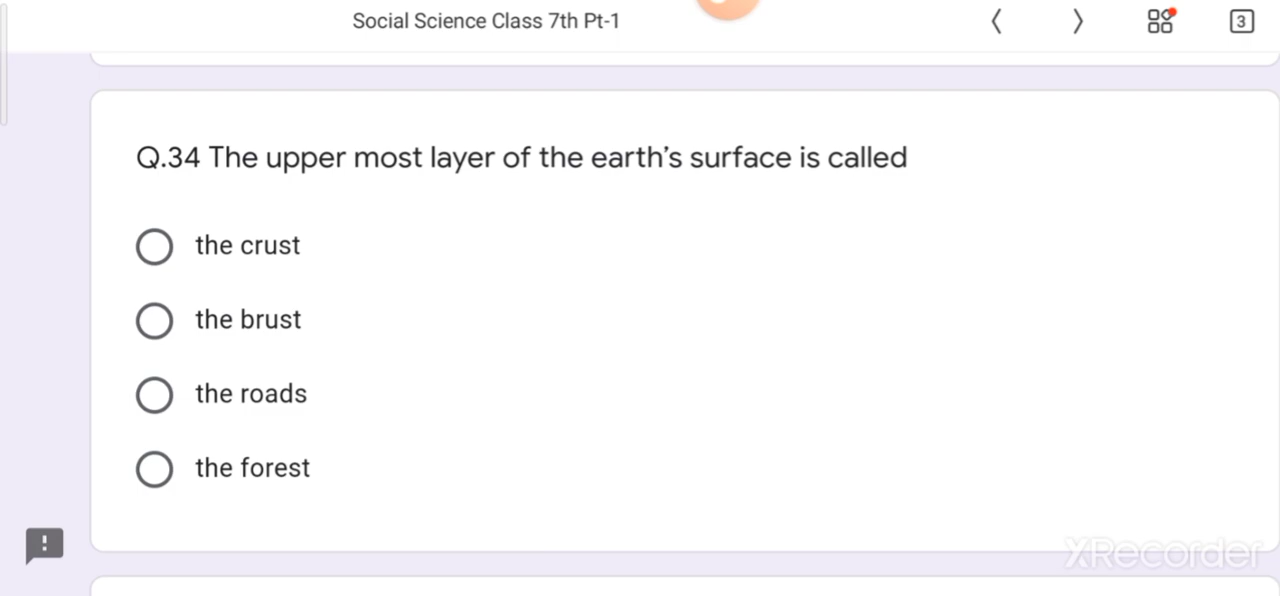 Social Science Class 7th Pt-1
3
Q.34 The upper most layer of the earth's surface is called
the crust
the brust
the roads
the forest
!
XRecorder